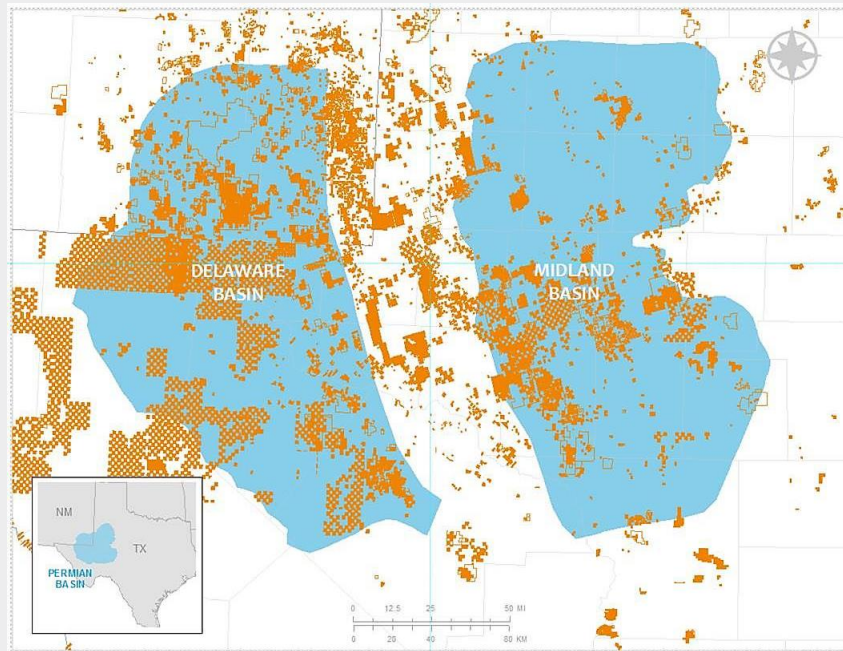 DELAWARE
BASIN
MIDLAND
BASIN
NM
TX
PERMIAN
BASIN
0 12.5 25 50 MI
0 20 40 80 KM